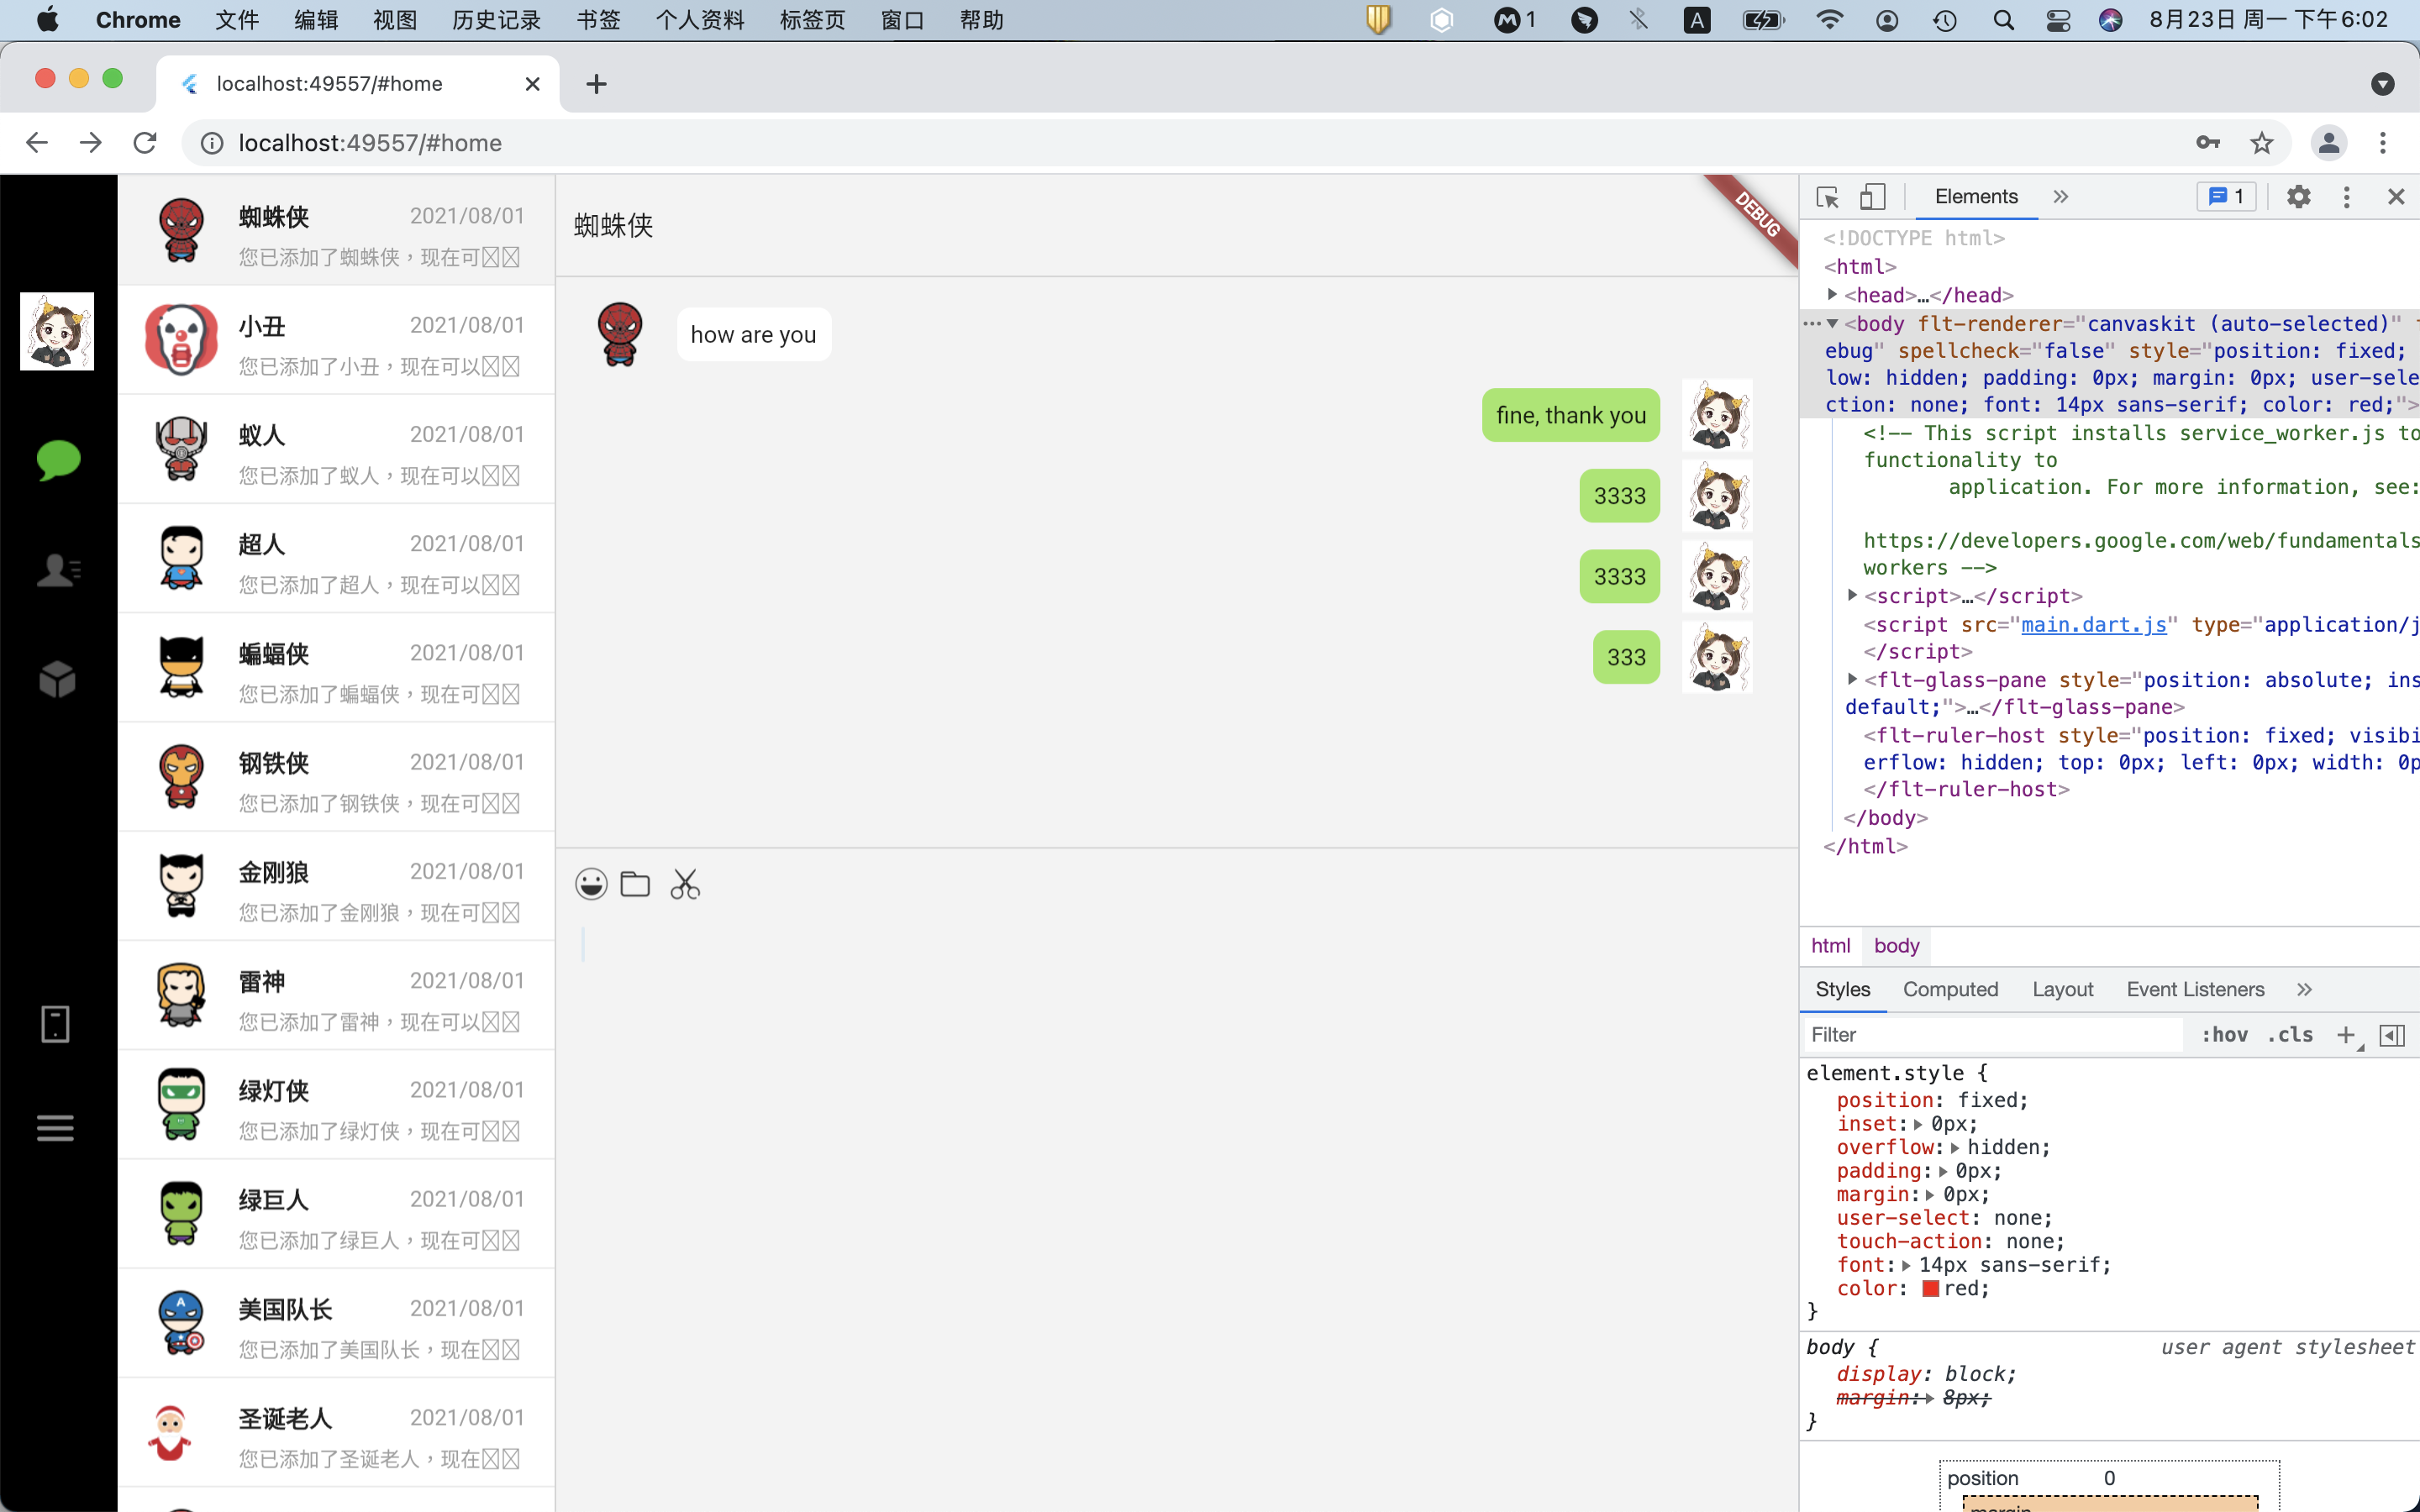 Chrome 文件 编辑 视图 历史记录 书签 个人资料 标签页 窗口 帮助 1 A 8月23日 周一 下午6:02
localhost:49557/#home
localhost:49557/#home
蜘蛛侠 2021/08/01
您已添加了蜘蛛侠，现在可
小丑 2021/08/01
您已添加了小丑，现在可以
蚁人 2021/08/01
您已添加了蚁人，现在可以
超人 2021/08/01
您已添加了超人，现在可以
蝙蝠侠 2021/08/01
您已添加了蝙蝠侠，现在可
钢铁侠 2021/08/01
您已添加了钢铁侠，现在可
金刚狼 2021/08/01
您已添加了金刚狼，现在可
雷神 2021/08/01
您已添加了雷神，现在可以
绿灯侠 2021/08/01
您已添加了绿灯侠，现在可
绿巨人 2021/08/01
您已添加了绿巨人，现在可
美国队长 2021/08/01
您已添加了美国队长，现在
圣诞老人 2021/08/01
您已添加了圣诞老人，现在
蜘蛛侠
DEBUG
how are you
fine, thank you
3333
3333
333
Elements 1
<!DOCTYPE html>
<html>
<head>…</head>
<body flt-renderer="canvaskit (auto-selected)"
ebug" spellcheck="false" style="position: fixed;
low: hidden; padding: 0px; margin: 0px; user-sele
ction: none; font: 14px sans-serif; color: red;">
<!-- This script installs service_worker.js to
functionality to
application. For more information, see:
https://developers.google.com/web/fundamentals
workers -->
<script>…</script>
<script src="main.dart.js" type="application/j
</script>
<flt-glass-pane style="position: absolute; ins
default;">…</flt-glass-pane>
<flt-ruler-host style="position: fixed; visibi
erflow: hidden; top: 0px; left: 0px; width: 0p
</flt-ruler-host>
</body>
</html>
html body
Styles Computed Layout Event Listeners
Filter :hov .cls
element.style {
position: fixed;
inset: 0px;
overflow: hidden;
padding: 0px;
margin: 0px;
user-select: none;
touch-action: none;
font: 14px sans-serif;
color: red;
}
body { user agent stylesheet
display: block;
margin: 8px;
}
position 0